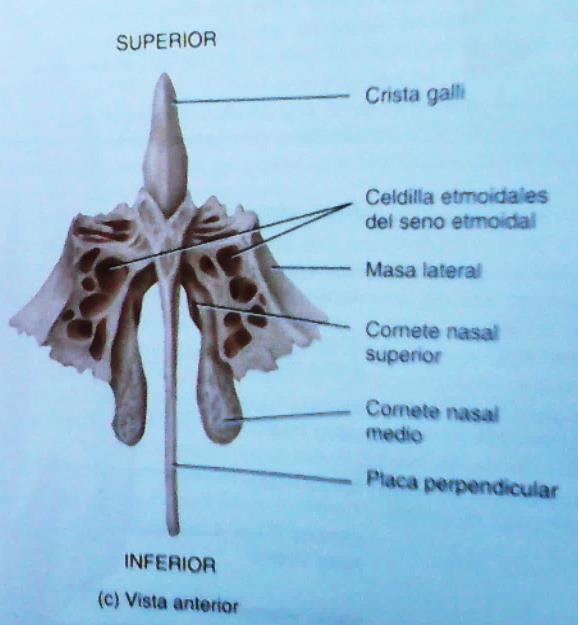 SUPERIOR
Crista galli
Celdilla etmoidales
del seno etmoidal
Masa lateral
Cornete nasal
superior
Cornete nasal
medio
Placa perpendicular
INFERIOR
(c) Vista anterior